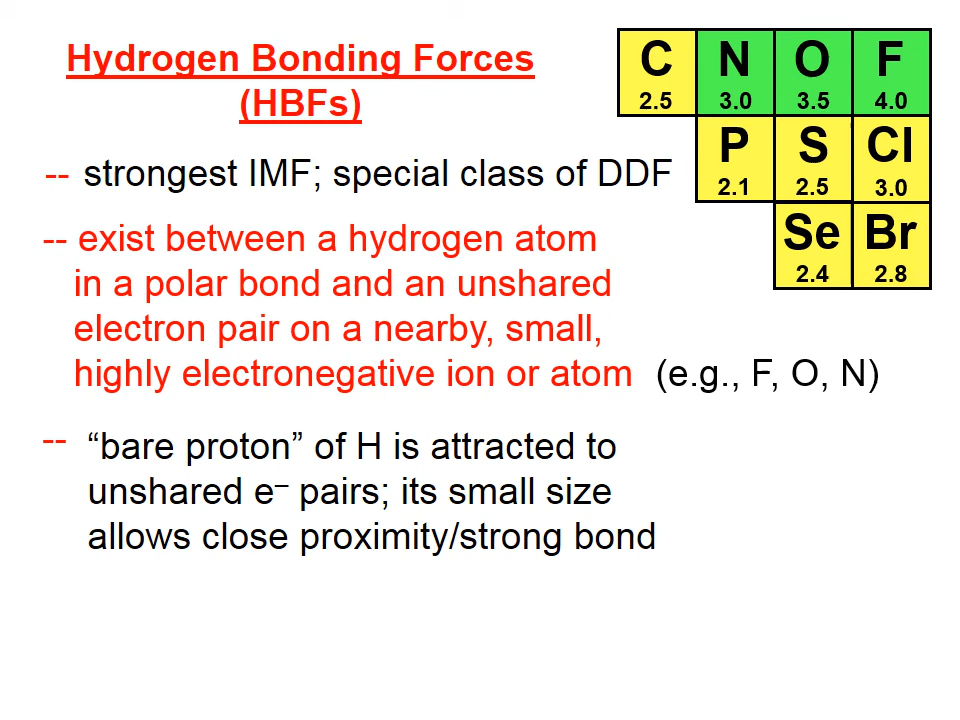 Hydrogen Bonding Forces
(HBFs)
-- strongest IMF; special class of DDF
-- exist between a hydrogen atom
in a polar bond and an unshared
electron pair on a nearby, small,
highly electronegative ion or atom (e.g., F, O, N)
-- “bare proton” of H is attracted to
unshared e– pairs; its small size
allows close proximity/strong bond
C N O F
2.5 3.0 3.5 4.0
P S Cl
2.1 2.5 3.0
Se Br
2.4 2.8